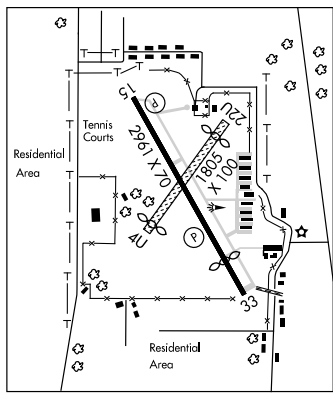 15
P
22U
Tennis
Courts
2961 X 70
1805
X 100
Residential
Area
4U
P
33
Residential
Area